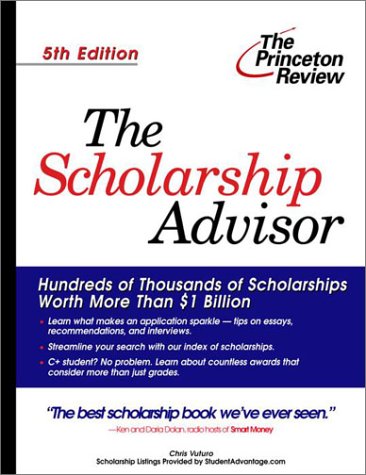 5th Edition
The
Princeton
Review
The
Scholarship
Advisor
Hundreds of Thousands of Scholarships
Worth More Than $1 Billion
• Learn what makes an application sparkle — tips on essays,
recommendations, and interviews.
• Streamline your search with our index of scholarships.
• C+ student? No problem. Learn about countless awards that
consider more than just grades.
"The best scholarship book we've ever seen."
—Ken and Daria Dolan, radio hosts of Smart Money
Chris Vuturo
Scholarship Listings Provided by StudentAdvantage.com